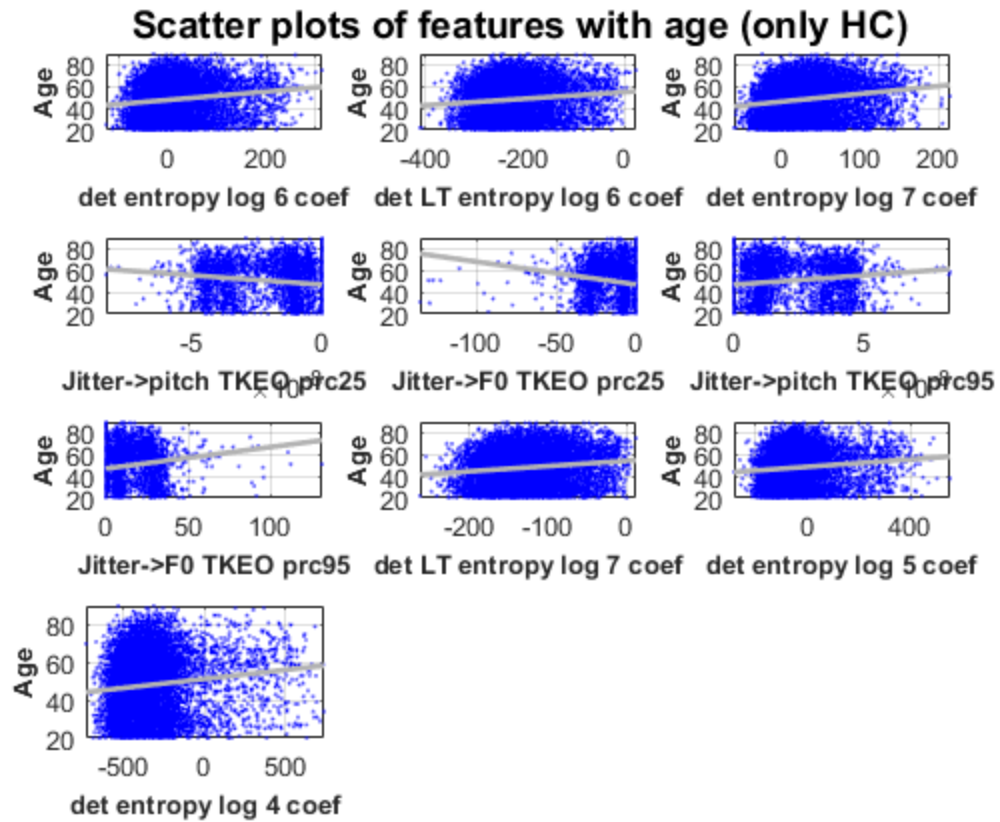 Scatter plots of features with age (only HC)
80
60
40
20
Age
0 200
det entropy log 6 coef
80
60
40
20
Age
-400 -200 0
det LT entropy log 6 coef
80
60
40
20
Age
0 100 200
det entropy log 7 coef
80
60
40
20
Age
-5 0
Jitter->pitch TKEO prc25
80
60
40
20
Age
-100 -50 0
Jitter->F0 TKEO prc25
80
60
40
20
Age
0 5
Jitter->pitch TKEO prc95
80
60
40
20
Age
0 50 100
Jitter->F0 TKEO prc95
80
60
40
20
Age
-200 -100 0
det LT entropy log 7 coef
80
60
40
20
Age
0 400
det entropy log 5 coef
80
60
40
20
Age
-500 0 500
det entropy log 4 coef